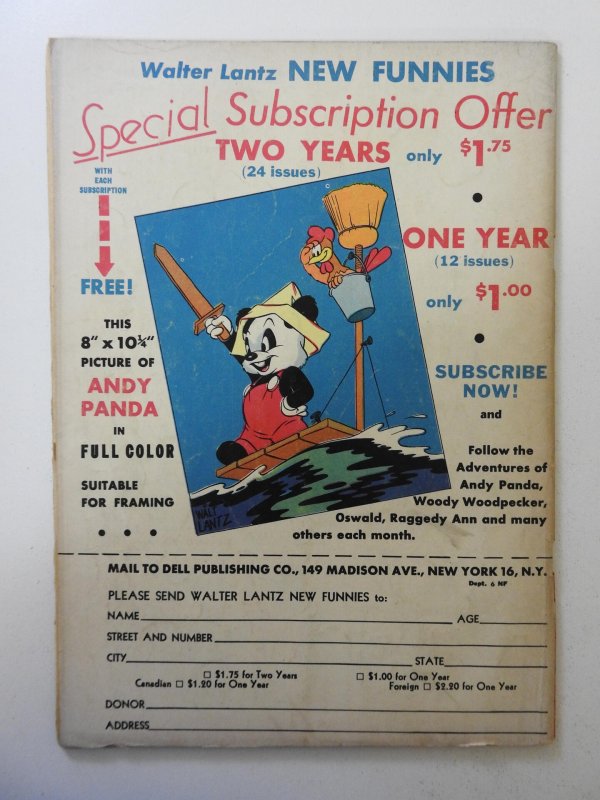 Walter Lantz NEW FUNNIES
Special Subscription Offer
TWO YEARS only $1.75
(24 issues)
WITH
EACH
SUBSCRIPTION
FREE!
THIS
8" x 10¼"
PICTURE OF
ANDY
PANDA
IN
FULL COLOR
SUITABLE
FOR FRAMING
• • •
•
ONE YEAR
(12 issues)
only $1.00
•
SUBSCRIBE
NOW!
and
Follow the
Adventures of
Andy Panda,
Woody Woodpecker,
Oswald, Raggedy Ann and many
others each month.
WALT
LANTZ
MAIL TO DELL PUBLISHING CO., 149 MADISON AVE., NEW YORK 16, N.Y.
Dept. 6 NF
PLEASE SEND WALTER LANTZ NEW FUNNIES to:
NAME AGE
STREET AND NUMBER
CITY STATE
□ $1.75 for Two Years □ $1.00 for One Year
Canadian □ $1.20 for One Year Foreign □ $2.20 for One Year
DONOR
ADDRESS